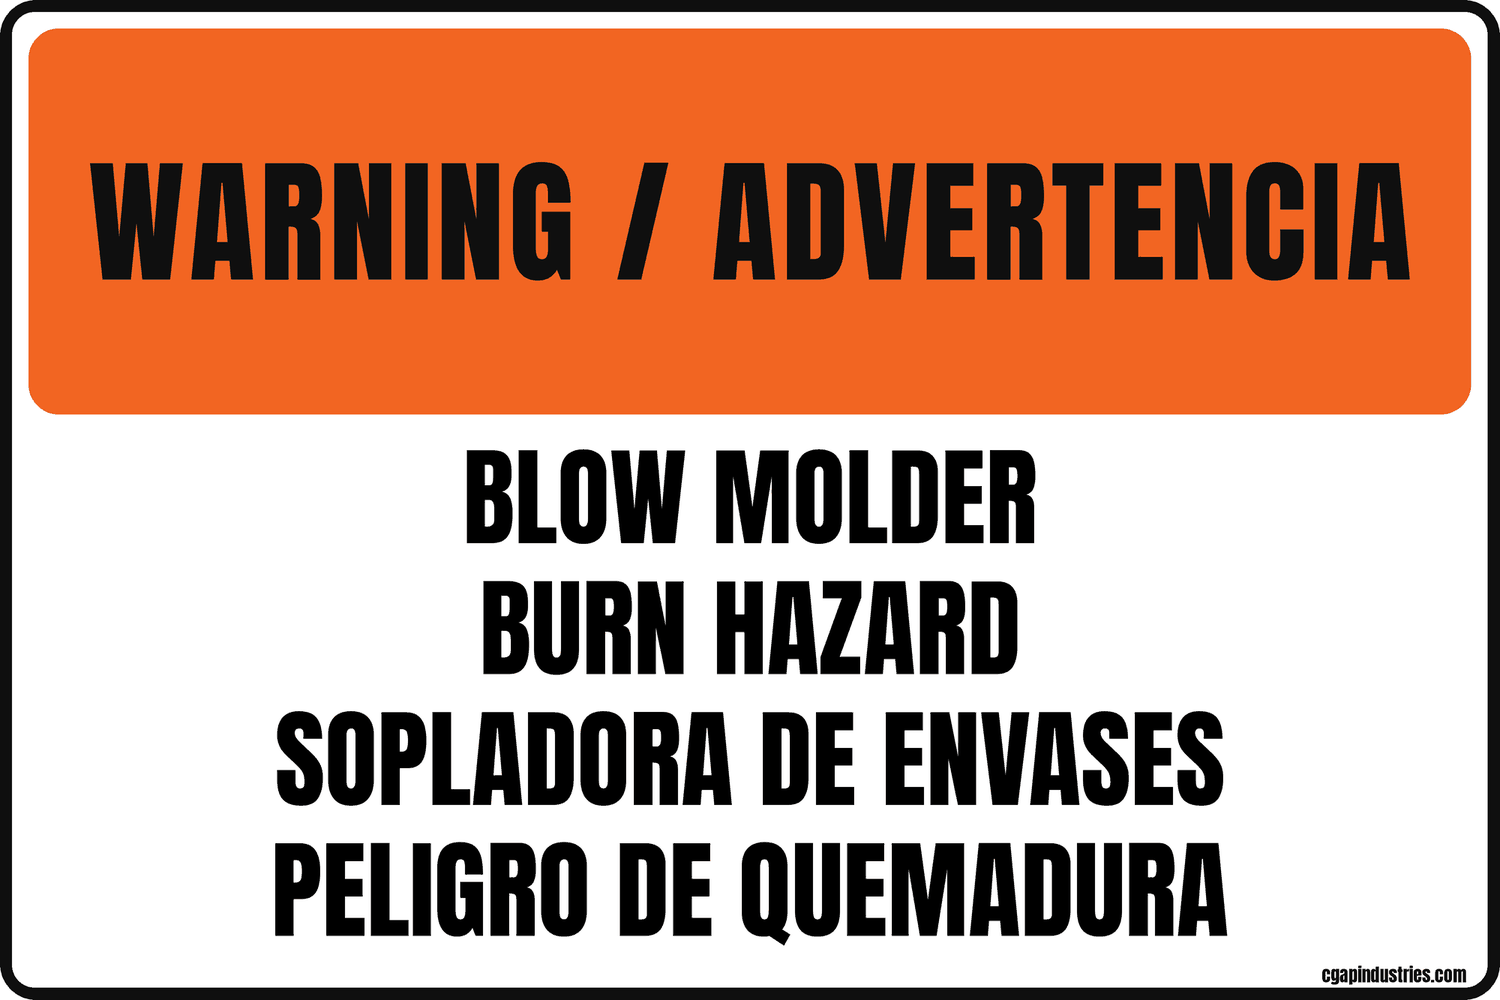 WARNING / ADVERTENCIA
BLOW MOLDER
BURN HAZARD
SOPLADORA DE ENVASES
PELIGRO DE QUEMADURA
cgapindustries.com